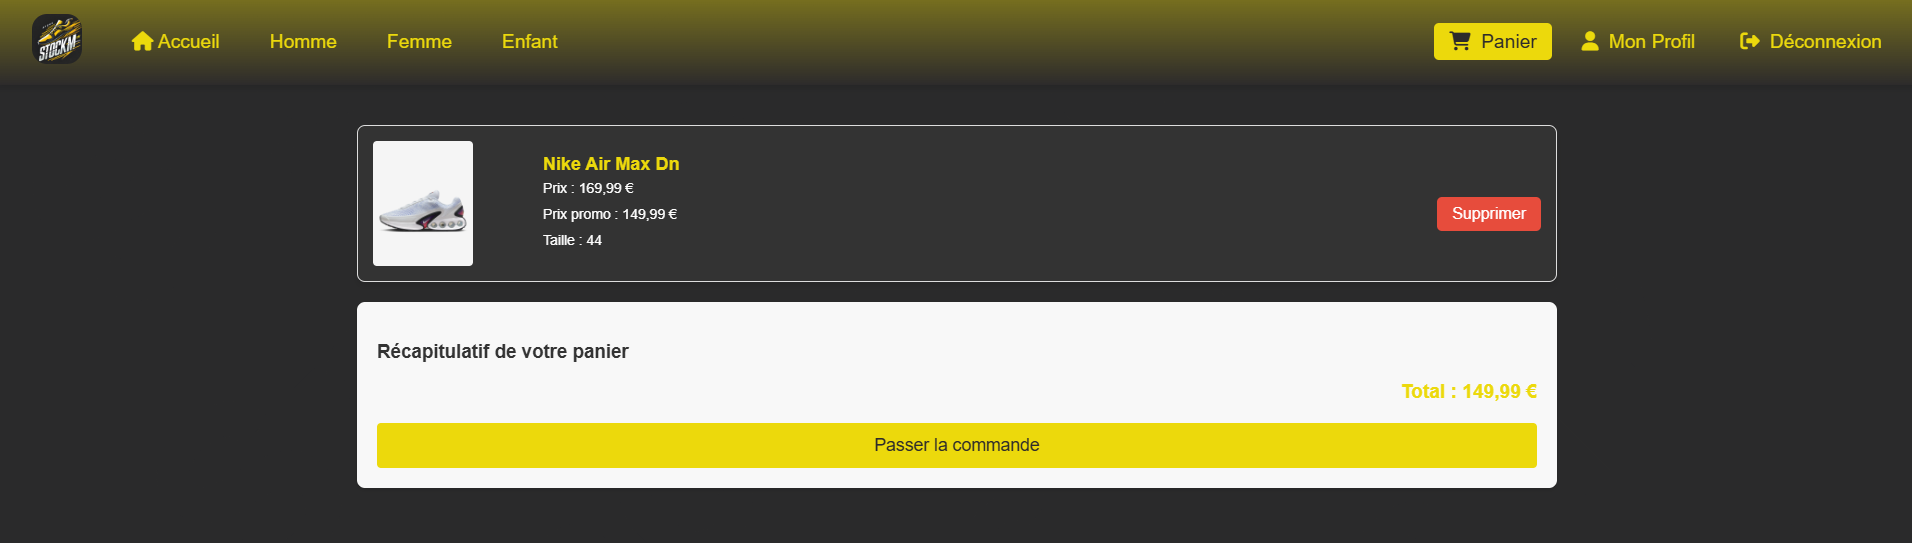 STOCKM
Accueil
Homme
Femme
Enfant
Panier
Mon Profil
Déconnexion
Nike Air Max Dn
Prix : 169,99 €
Prix promo : 149,99 €
Taille : 44
Supprimer
Récapitulatif de votre panier
Total : 149,99 €
Passer la commande